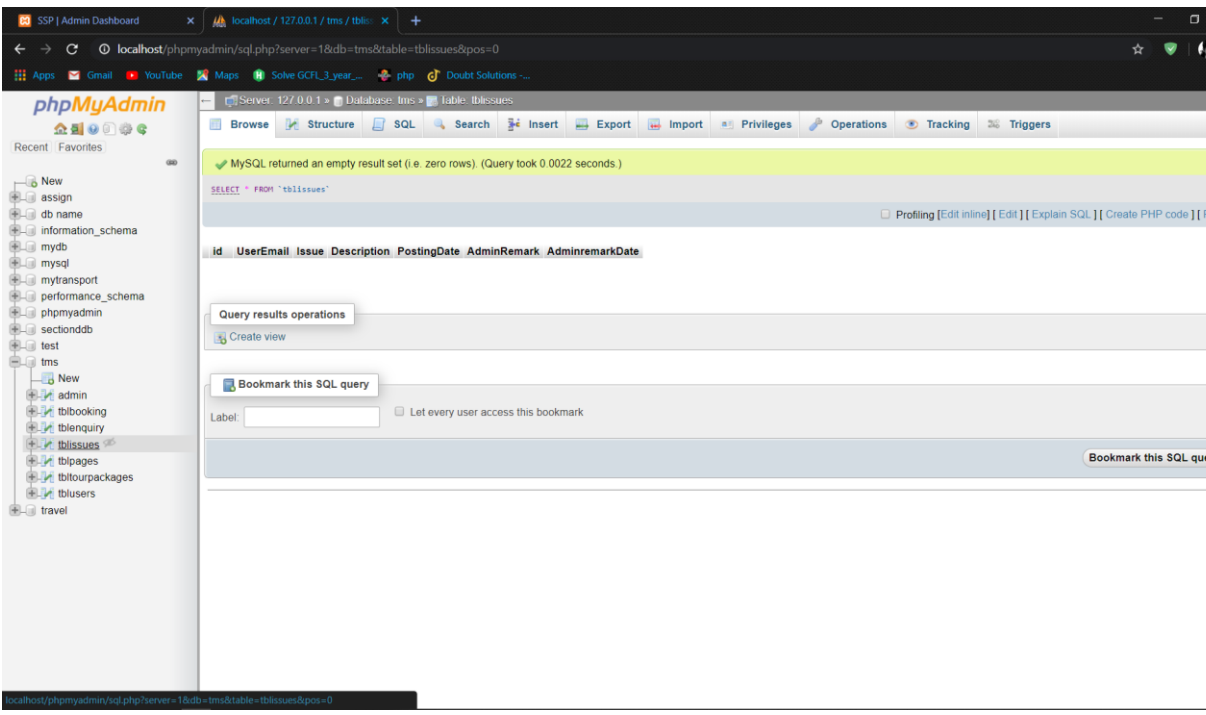 SSP | Admin Dashboard
localhost / 127.0.0.1 / tms / tblis
localhost/phpmyadmin/sql.php?server=1&db=tms&table=tblissues&pos=0
Apps Gmail YouTube Maps Solve GCFL_3_year_... php Doubt Solutions -...
phpMyAdmin
Recent Favorites
New
assign
db name
information_schema
mydb
mysql
mytransport
performance_schema
phpmyadmin
sectionddb
test
tms
New
admin
tblbooking
tblenquiry
tblissues
tblpages
tbltourpackages
tblusers
travel
Server: 127.0.0.1 » Database: tms » Table: tblissues
Browse Structure SQL Search Insert Export Import Privileges Operations Tracking Triggers
MySQL returned an empty result set (i.e. zero rows). (Query took 0.0022 seconds.)
SELECT * FROM `tblissues`
Profiling [Edit inline] [ Edit ] [ Explain SQL ] [ Create PHP code ] [
id UserEmail Issue Description PostingDate AdminRemark AdminremarkDate
Query results operations
Create view
Bookmark this SQL query
Label: Let every user access this bookmark
Bookmark this SQL que
localhost/phpmyadmin/sql.php?server=1&db=tms&table=tblissues&pos=0